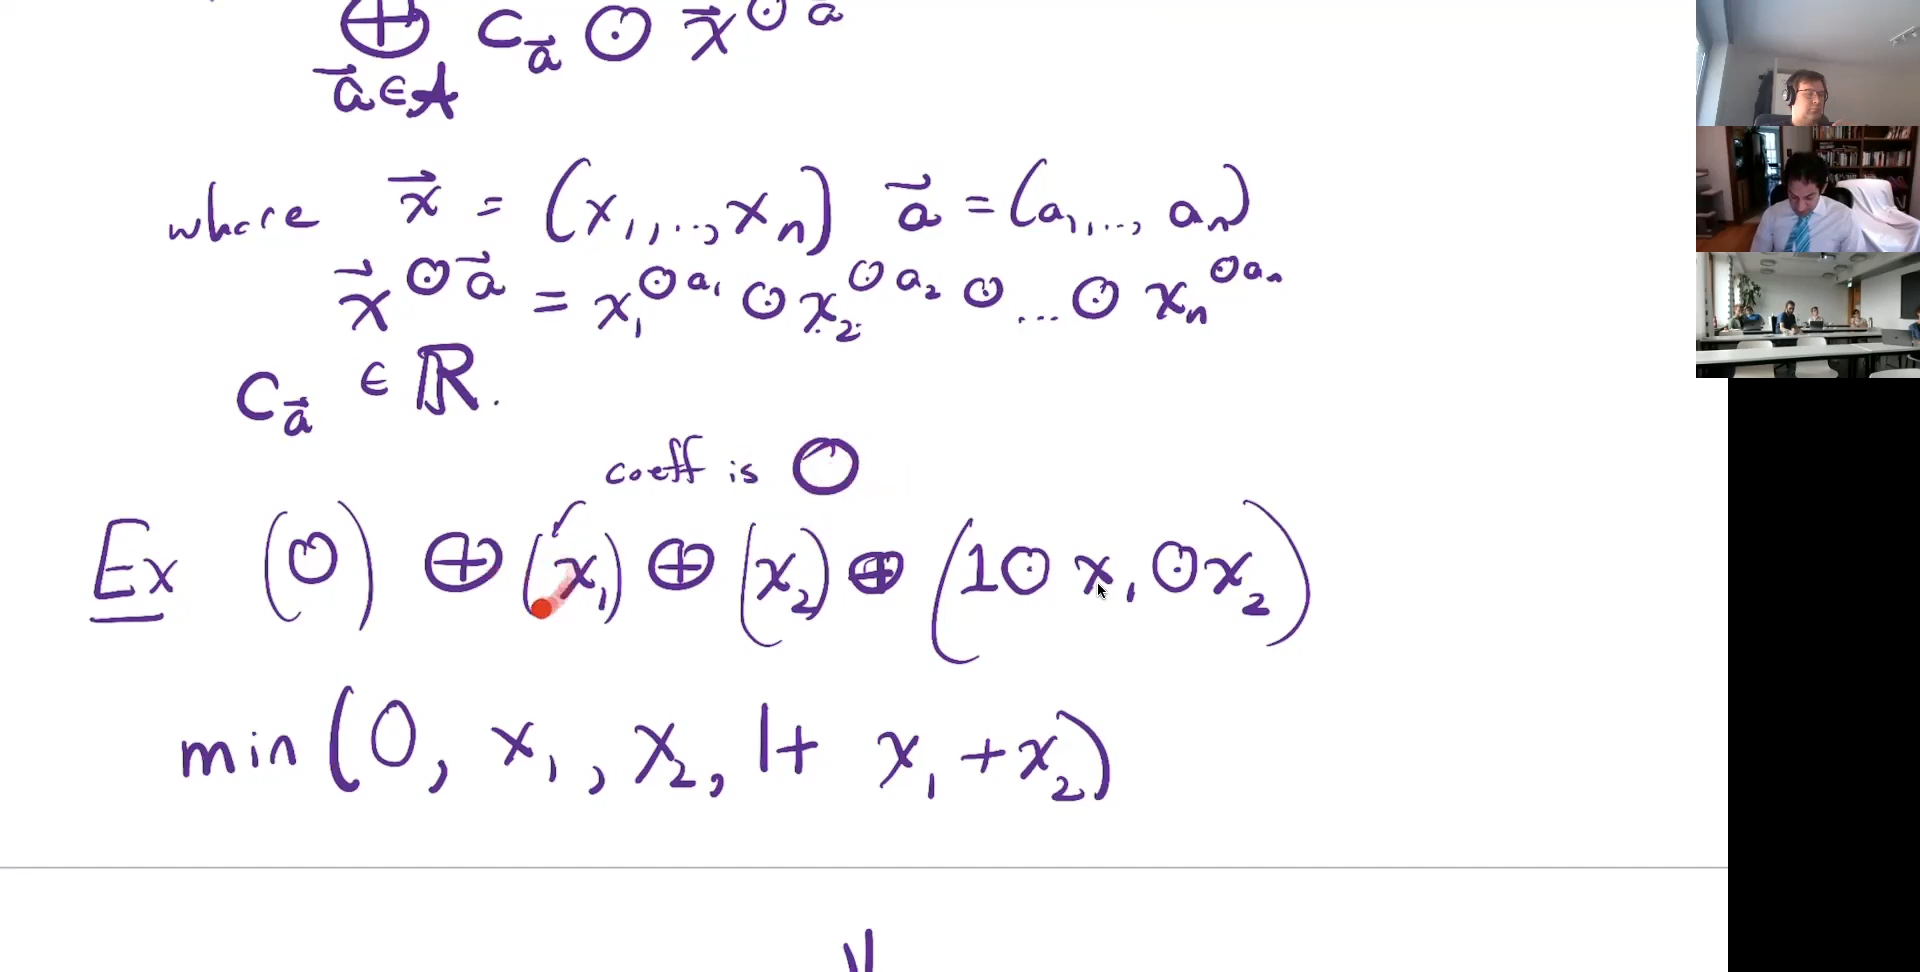 ⊕ C_a⃗ ⊙ x⃗^⊙a
a⃗ ∈ A
where x⃗ = (x₁,..,xₙ) a⃗ = (a₁,..., aₙ)
x⃗^⊙a⃗ = x₁^⊙a₁ ⊙ x₂^⊙a₂ ⊙ ... ⊙ xₙ^⊙aₙ
C_a⃗ ∈ ℝ.
coeff is 0
Ex (0) ⊕ (x₁) ⊕ (x₂) ⊕ (1⊙x₁⊙x₂)
min (0, x₁, x₂, 1+ x₁ + x₂)